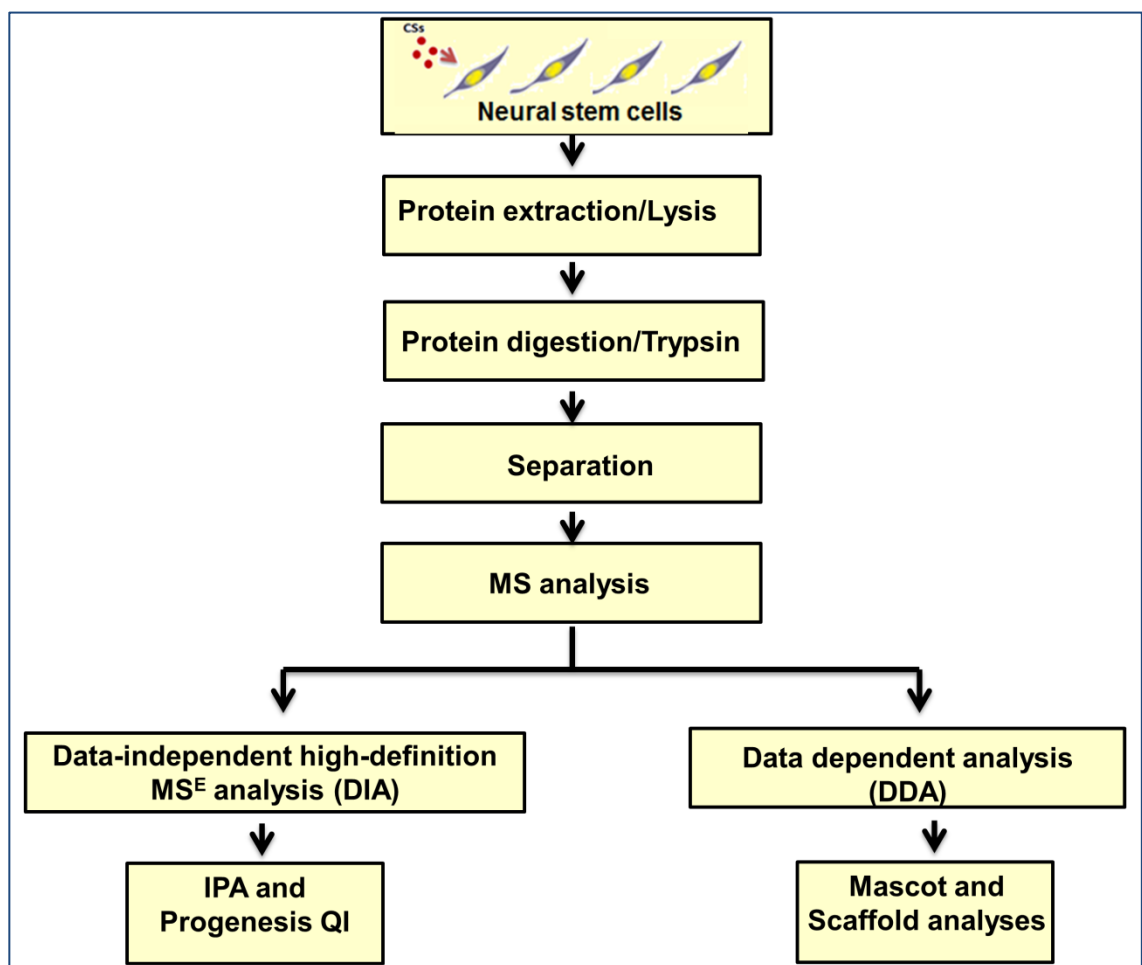 CSs
Neural stem cells
Protein extraction/Lysis
Protein digestion/Trypsin
Separation
MS analysis
Data-independent high-definition
MSᴱ analysis (DIA)
Data dependent analysis
(DDA)
IPA and
Progenesis QI
Mascot and
Scaffold analyses